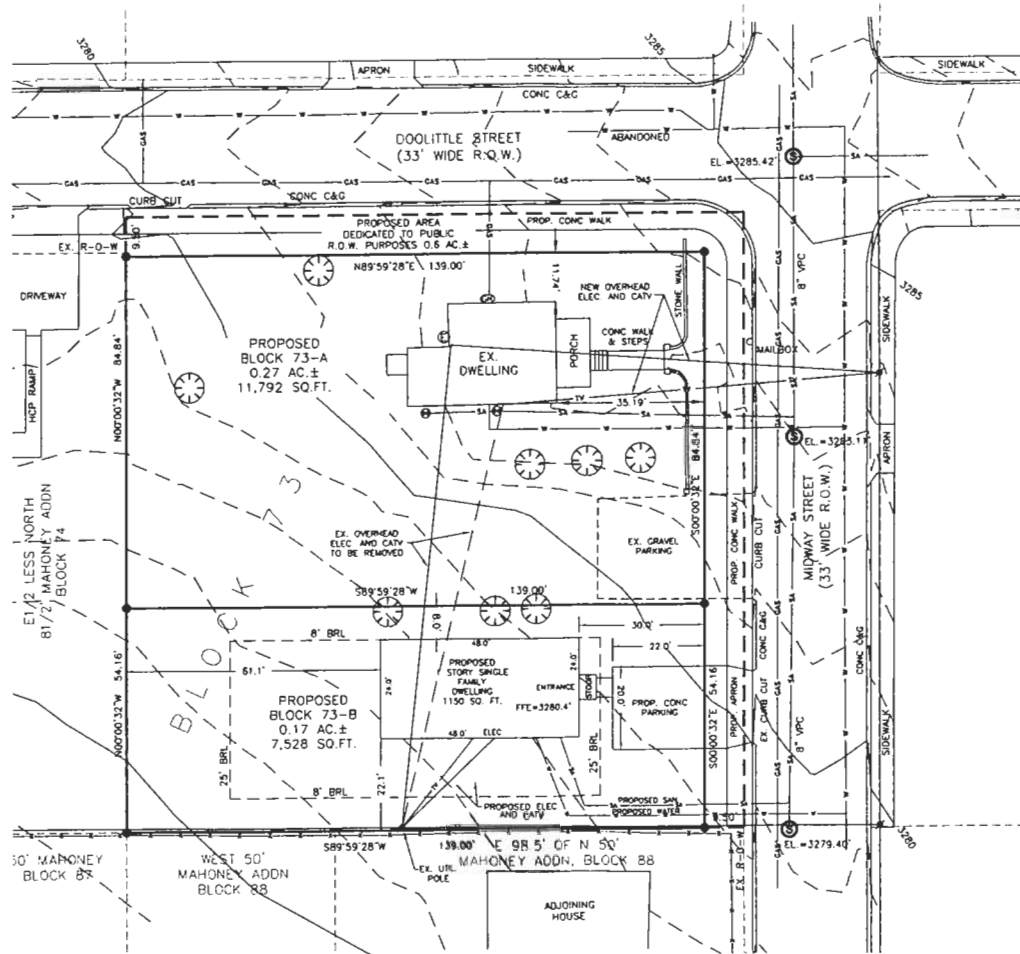 3280
APRON
SIDEWALK
3285
SIDEWALK
CONC C&G
DOOLITTLE STREET
(33' WIDE R.O.W.)
ABANDONED
EL.=3285.42'
GAS
CURB CUT
CONC C&G
EX. R-O-W
PROPOSED AREA
DEDICATED TO PUBLIC
R.O.W. PURPOSES 0.6 AC.±
PROP. CONC WALK
N89°59'28"E 139.00'
11.74'
DRIVEWAY
HCP RAMP
N00°00'32"W 84.84'
PROPOSED
BLOCK 73-A
0.27 AC.±
11,792 SQ.FT.
NEW OVERHEAD
ELEC. AND CATV
STONE WALL
CONC WALK
& STEPS
EX.
DWELLING
PORCH
MAILBOX
3285
SIDEWALK
35.19'
TV
SA
W
S00°00'32"E 84.84'
8" VPC
APRON
MIDWAY STREET
(33' WIDE R.O.W.)
E1/2 LESS NORTH
81/2' MAHONEY ADDN
BLOCK 74
BLOCK 73
EX. OVERHEAD
ELEC AND CATV
TO BE REMOVED
EX. GRAVEL
PARKING
PROP. CONC WALK
CURB CUT
S89°59'28"W 139.00'
8.0'
8' BRL
61.1'
48.0'
24.0'
PROPOSED
STORY SINGLE
FAMILY
DWELLING
1150 SQ. FT.
ENTRANCE
FFE=3280.4'
24.0'
STOOP
30.0'
22.0'
20.0'
PROP. CONC
PARKING
PROP. APRON
EX. CURB CUT
CONC C&G
CONC C&G
N00°00'32"W 54.16'
PROPOSED
BLOCK 73-B
0.17 AC.±
7,528 SQ.FT.
25' BRL
8' BRL
22.1'
48.0'
ELEC
25' BRL
S00°00'32"E 54.16'
8" VPC
SIDEWALK
TV
PROPOSED ELEC
AND CATV
PROPOSED SAN
PROPOSED WATER
S89°59'28"W 139.00'
EL.=3279.40'
3280
MAHONEY
BLOCK 87
WEST 50'
MAHONEY ADDN
BLOCK 88
EX. UTIL
POLE
E 98.5' OF N 50'
MAHONEY ADDN, BLOCK 88
EX. R-O-W
ADJOINING
HOUSE